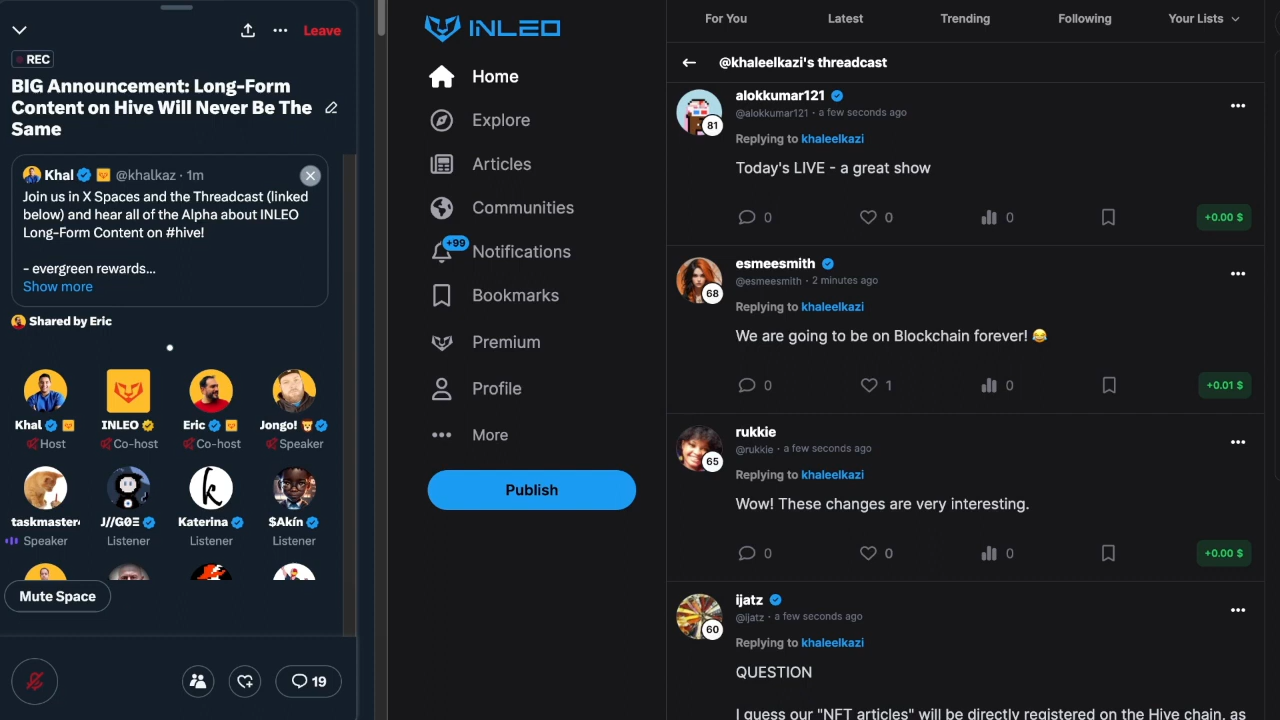 Leave
REC
BIG Announcement: Long-Form
Content on Hive Will Never Be The
Same
Khal @khalkaz · 1m
Join us in X Spaces and the Threadcast (linked
below) and hear all of the Alpha about INLEO
Long-Form Content on #hive!
- evergreen rewards...
Show more
Shared by Eric
Khal INLEO Eric Jongo!
Host Co-host Co-host Speaker
taskmaster J//GØΞ Katerina $Akín
Speaker Listener Listener Listener
Mute Space
19
INLEO
Home
Explore
Articles
Communities
+99
Notifications
Bookmarks
Premium
Profile
More
Publish
For You Latest Trending Following Your Lists
@khaleelkazi's threadcast
alokkumar121
@alokkumar121 · a few seconds ago
81
Replying to khaleelkazi
Today's LIVE - a great show
0 0 0 +0.00 $
esmeesmith
@esmeesmith · 2 minutes ago
68
Replying to khaleelkazi
We are going to be on Blockchain forever! 😂
0 1 0 +0.01 $
rukkie
@rukkie · a few seconds ago
65
Replying to khaleelkazi
Wow! These changes are very interesting.
0 0 0 +0.00 $
ijatz
@ijatz · a few seconds ago
60
Replying to khaleelkazi
QUESTION
I guess our "NFT articles" will be directly registered on the Hive chain, as